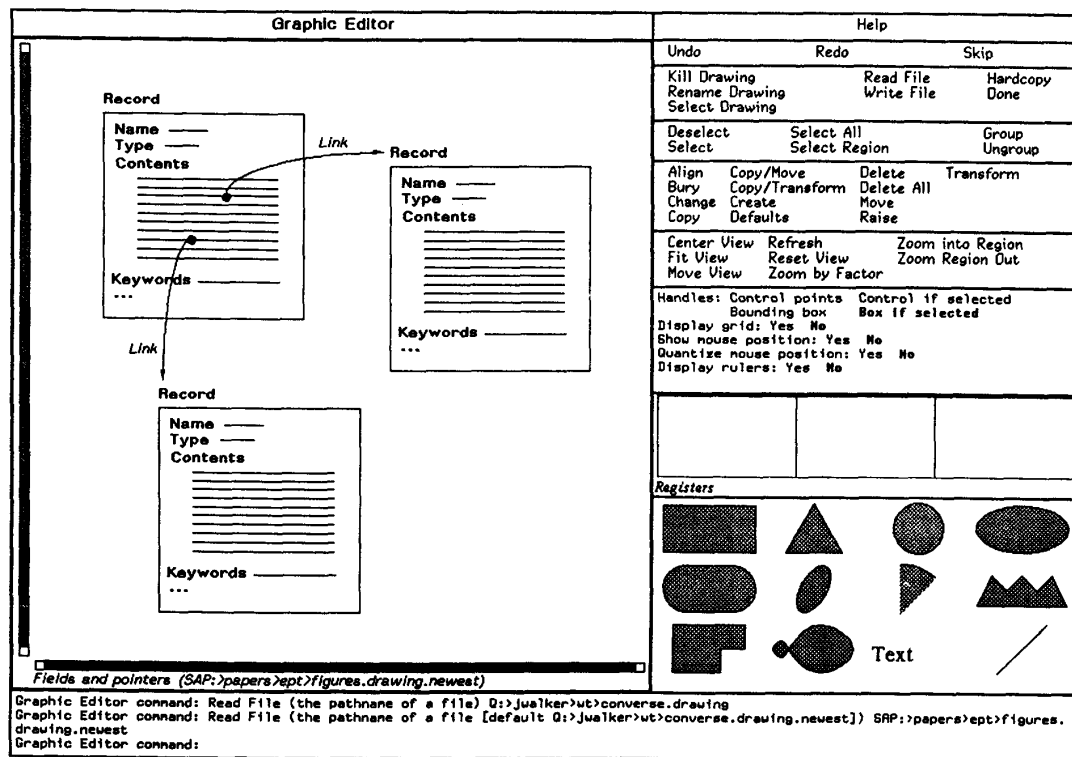 Graphic Editor
Record
Name
Type
Contents
Keywords
...
Link
Record
Name
Type
Contents
Keywords
...
Link
Record
Name
Type
Contents
Keywords
...
Fields and pointers (SAP:>papers>ept>figures.drawing.newest)
Help
Undo Redo Skip
Kill Drawing Read File Hardcopy
Rename Drawing Write File Done
Select Drawing
Deselect Select All Group
Select Select Region Ungroup
Align Copy/Move Delete Transform
Bury Copy/Transform Delete All
Change Create Move
Copy Defaults Raise
Center View Refresh Zoom into Region
Fit View Reset View Zoom Region Out
Move View Zoom by Factor
Handles: Control points Control if selected
Bounding box Box if selected
Display grid: Yes No
Show mouse position: Yes No
Quantize mouse position: Yes No
Display rulers: Yes No
Registers
Text
Graphic Editor command: Read File (the pathname of a file) Q:>jwalker>wt>converse.drawing
Graphic Editor command: Read File (the pathname of a file [default Q:>jwalker>wt>converse.drawing.newest]) SAP:>papers>ept>figures.
drawing.newest
Graphic Editor command: